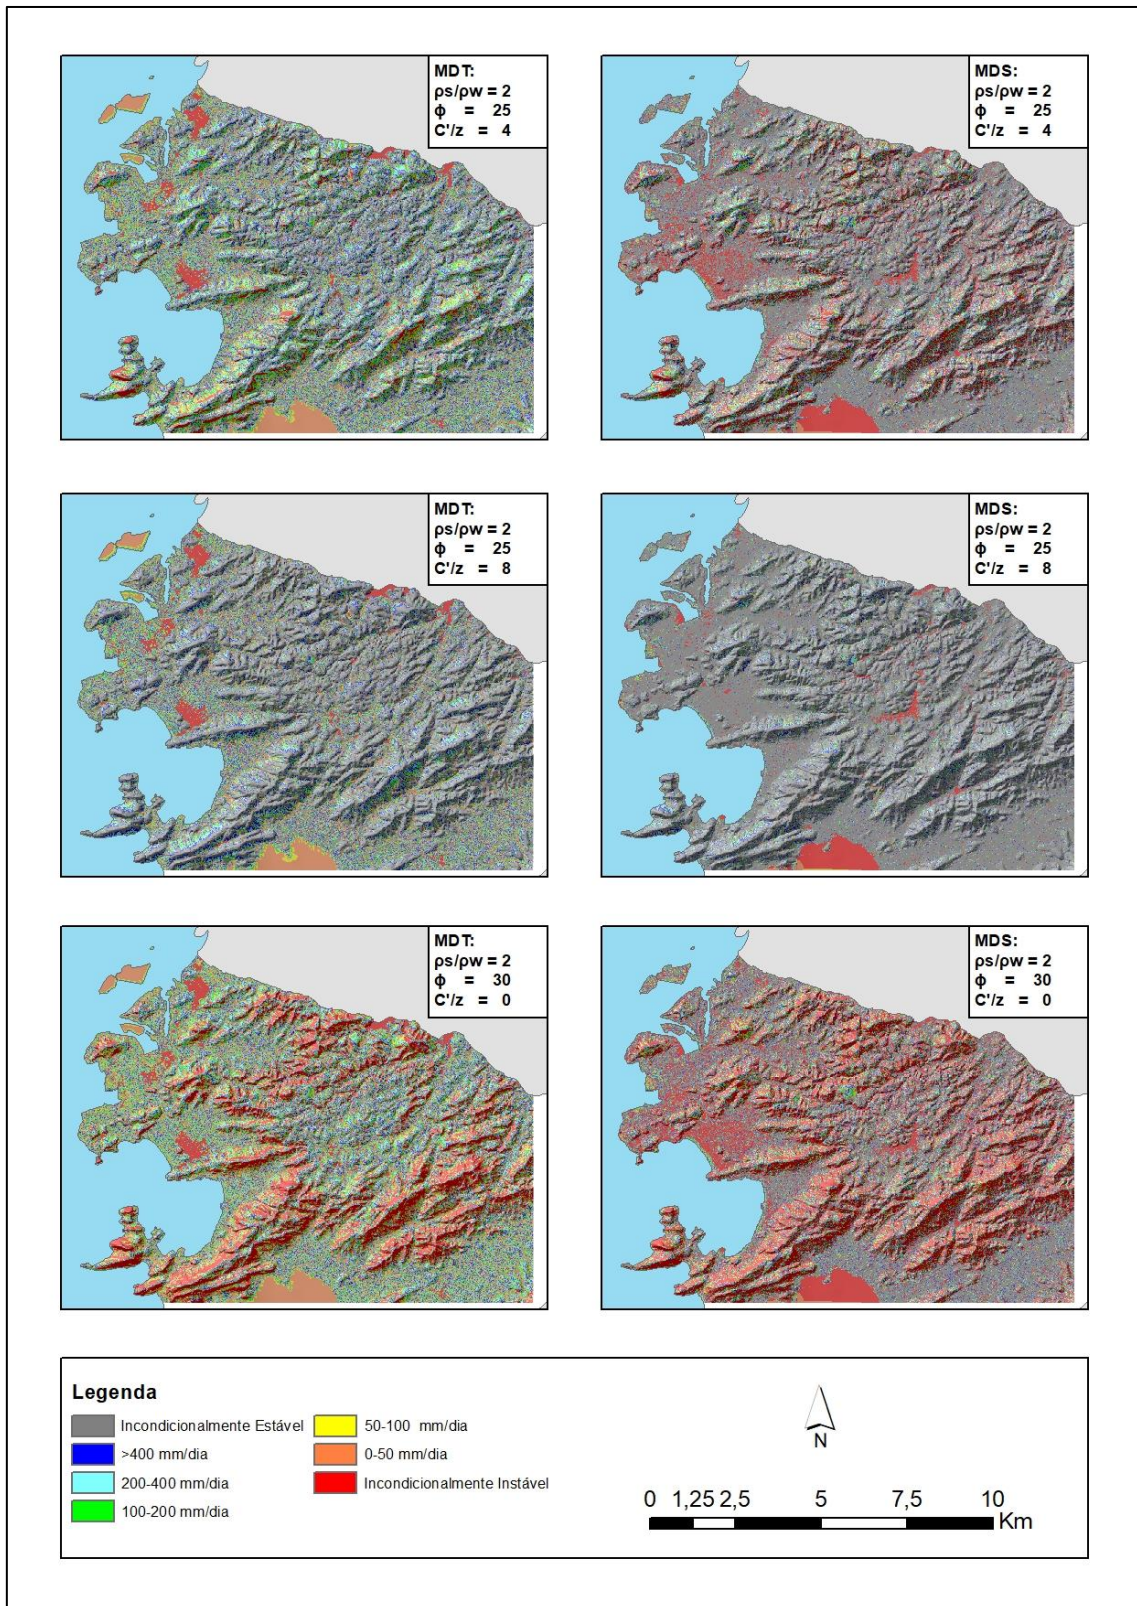 MDT:
ρs/ρw = 2
ϕ = 25
C'/z = 4
MDS:
ρs/ρw = 2
ϕ = 25
C'/z = 4
MDT:
ρs/ρw = 2
ϕ = 25
C'/z = 8
MDS:
ρs/ρw = 2
ϕ = 25
C'/z = 8
MDT:
ρs/ρw = 2
ϕ = 30
C'/z = 0
MDS:
ρs/ρw = 2
ϕ = 30
C'/z = 0
Legenda
Incondicionalmente Estável
>400 mm/dia
200-400 mm/dia
100-200 mm/dia
50-100 mm/dia
0-50 mm/dia
Incondicionalmente Instável
N
0 1,25 2,5 5 7,5 10
Km